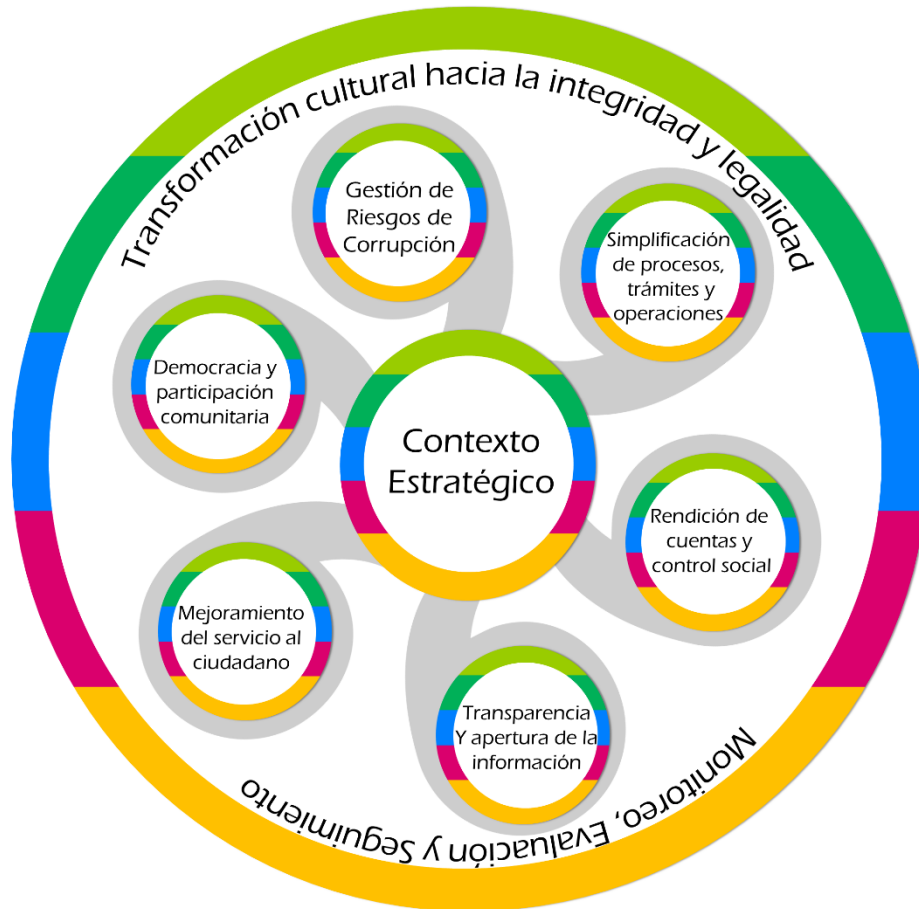 Transformación cultural hacia la integridad y legalidad
Gestión de
Riesgos de
Corrupción
Simplificación
de procesos,
trámites y
operaciones
Democracia y
participación
comunitaria
Contexto
Estratégico
Rendición de
cuentas y
control social
Mejoramiento
del servicio al
ciudadano
Transparencia
Y apertura de la
información
Monitoreo, Evaluación y Seguimiento